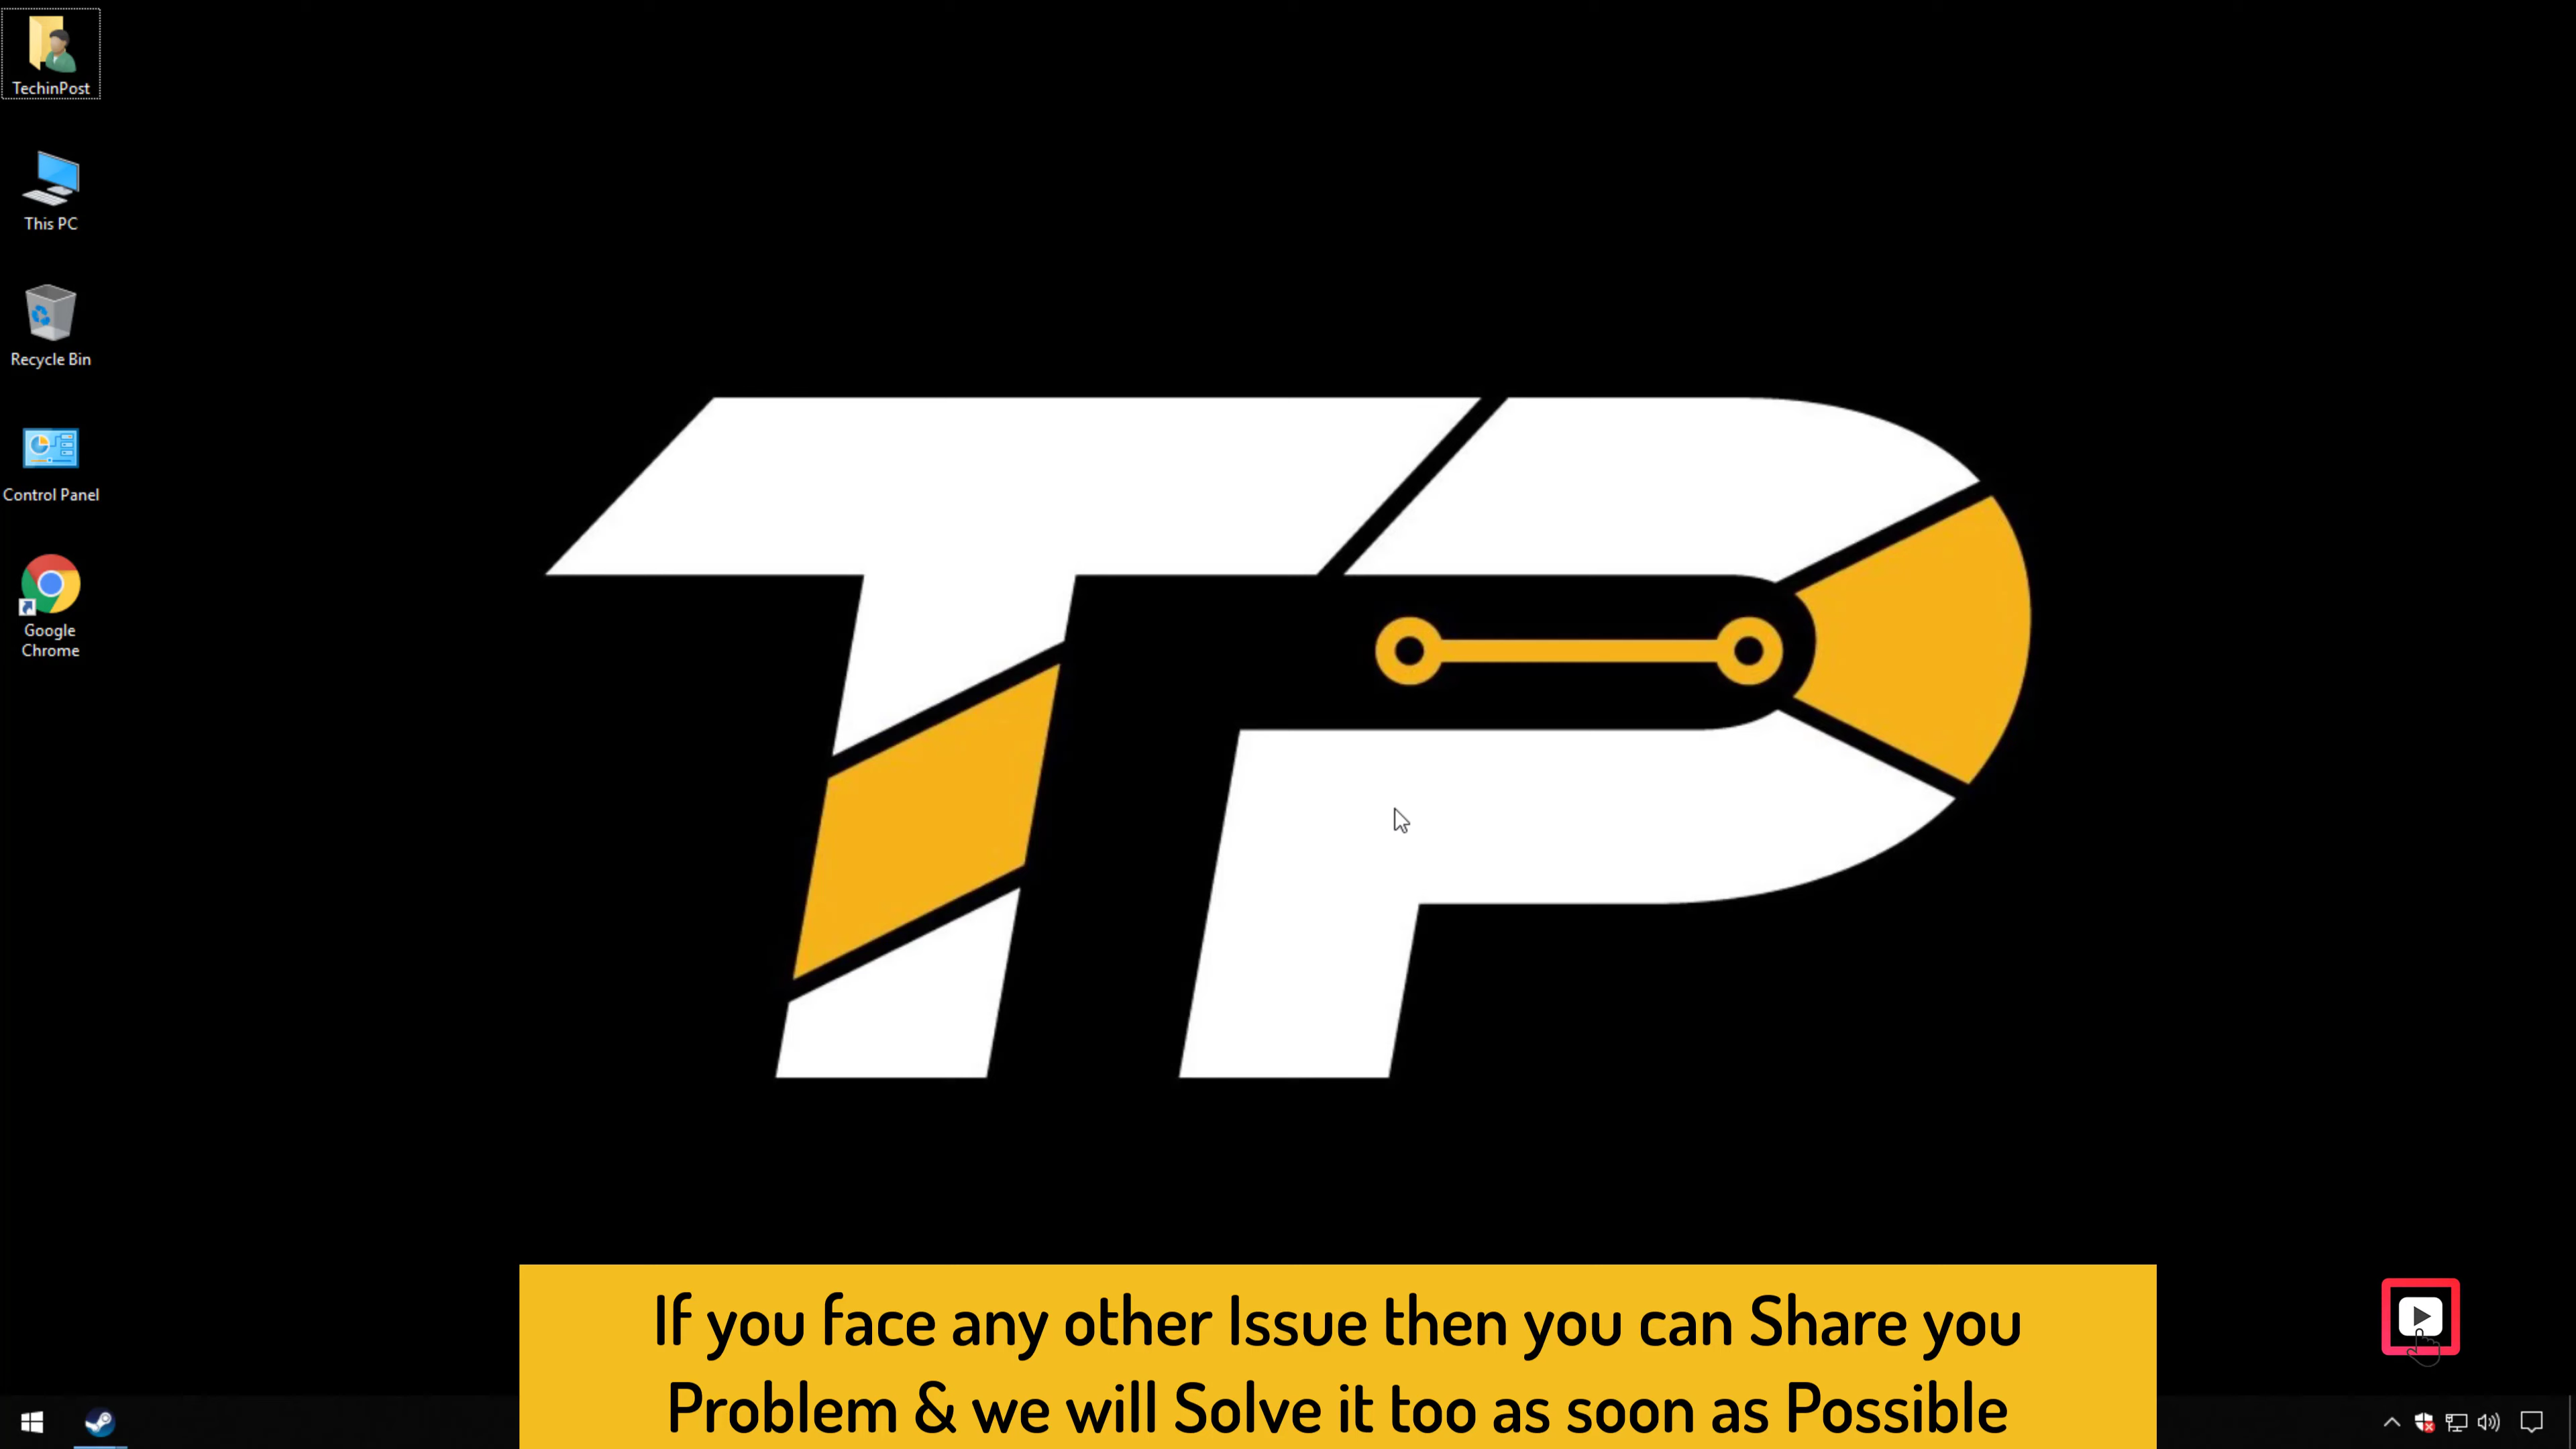 TechinPost
This PC
Recycle Bin
Control Panel
Google
Chrome
TP
If you face any other Issue then you can Share you
Problem & we will Solve it too as soon as Possible